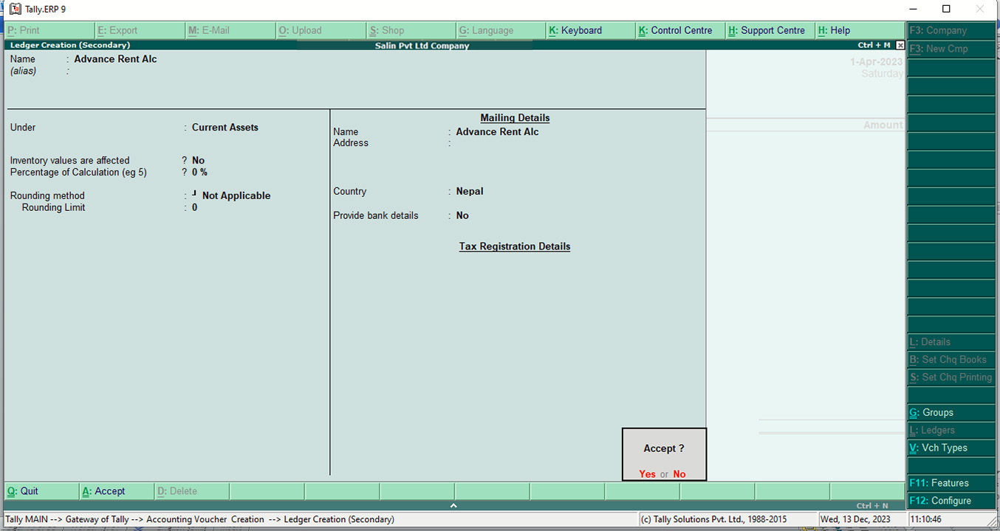 Tally.ERP 9
P: Print E: Export M: E-Mail O: Upload S: Shop G: Language K: Keyboard K: Control Centre H: Support Centre H: Help
F3: Company
Ledger Creation (Secondary) Salin Pvt Ltd Company Ctrl + M
F3: New Cmp
Name : Advance Rent Alc
(alias) :
1-Apr-2023
Saturday
Under : Current Assets
Inventory values are affected ? No
Percentage of Calculation (eg 5) ? 0 %
Rounding method : ┘ Not Applicable
Rounding Limit : 0
Mailing Details
Name : Advance Rent Alc
Address :
Country : Nepal
Provide bank details : No
Tax Registration Details
Amount
Accept ?
Yes or No
L: Details
B: Set Chq Books
S: Set Chq Printing
G: Groups
L: Ledgers
V: Vch Types
F11: Features
F12: Configure
Q: Quit A: Accept D: Delete
Ctrl + N
Tally MAIN --> Gateway of Tally --> Accounting Voucher Creation --> Ledger Creation (Secondary) (c) Tally Solutions Pvt. Ltd., 1988-2015 Wed, 13 Dec, 2023 11:10:46